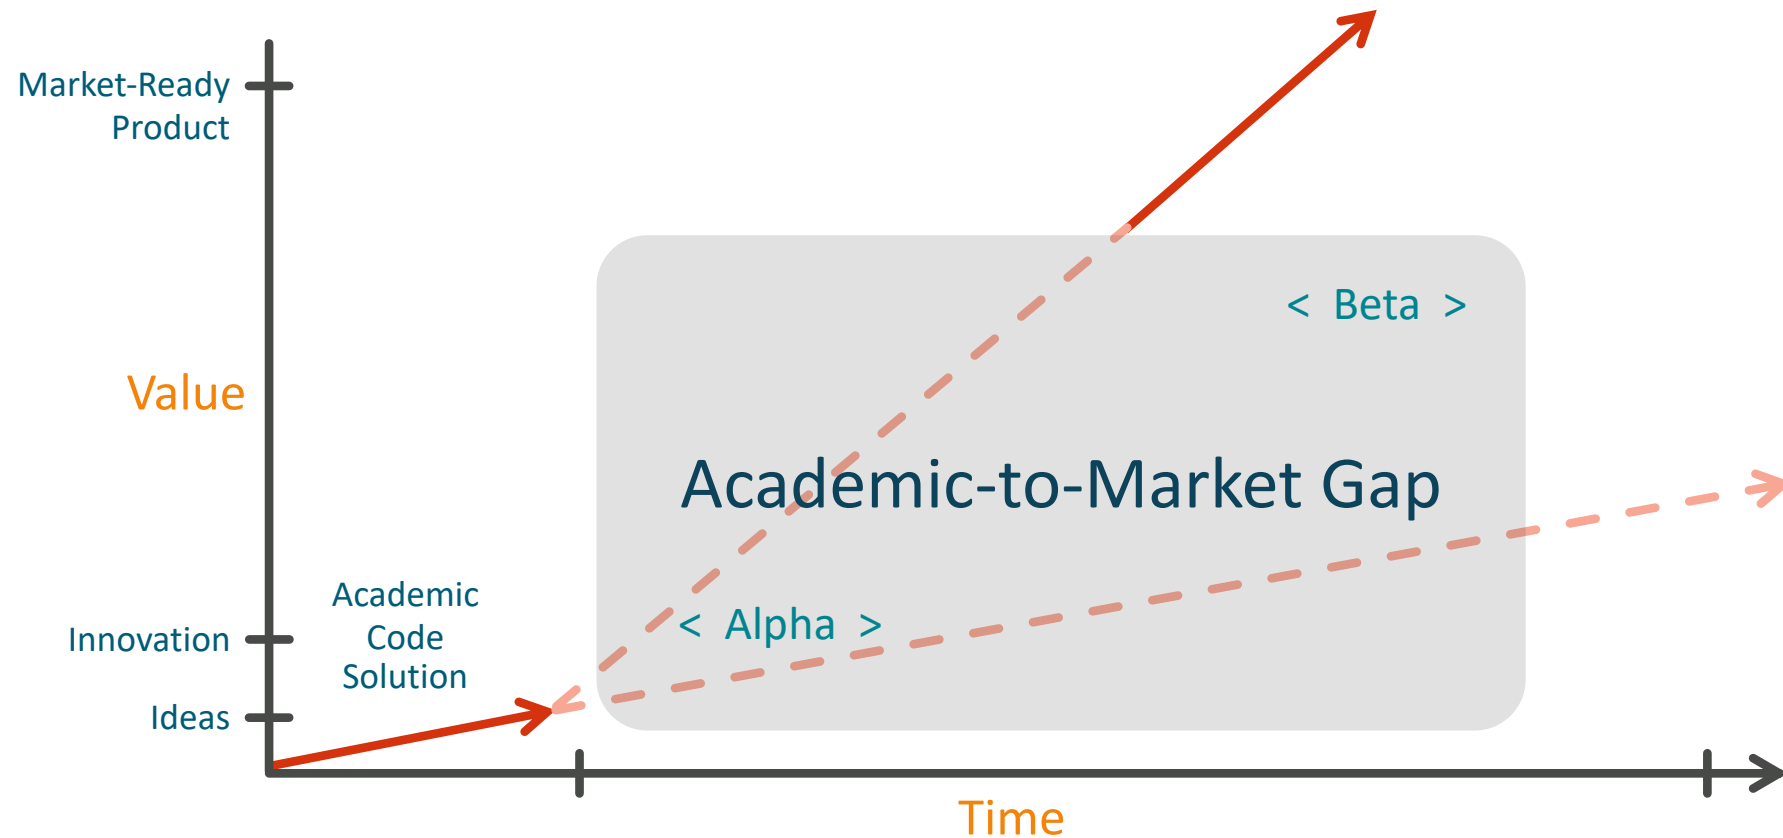 Market-Ready
Product
Value
< Beta >
Academic-to-Market Gap
Academic
Code
Solution
< Alpha >
Innovation
Ideas
Time